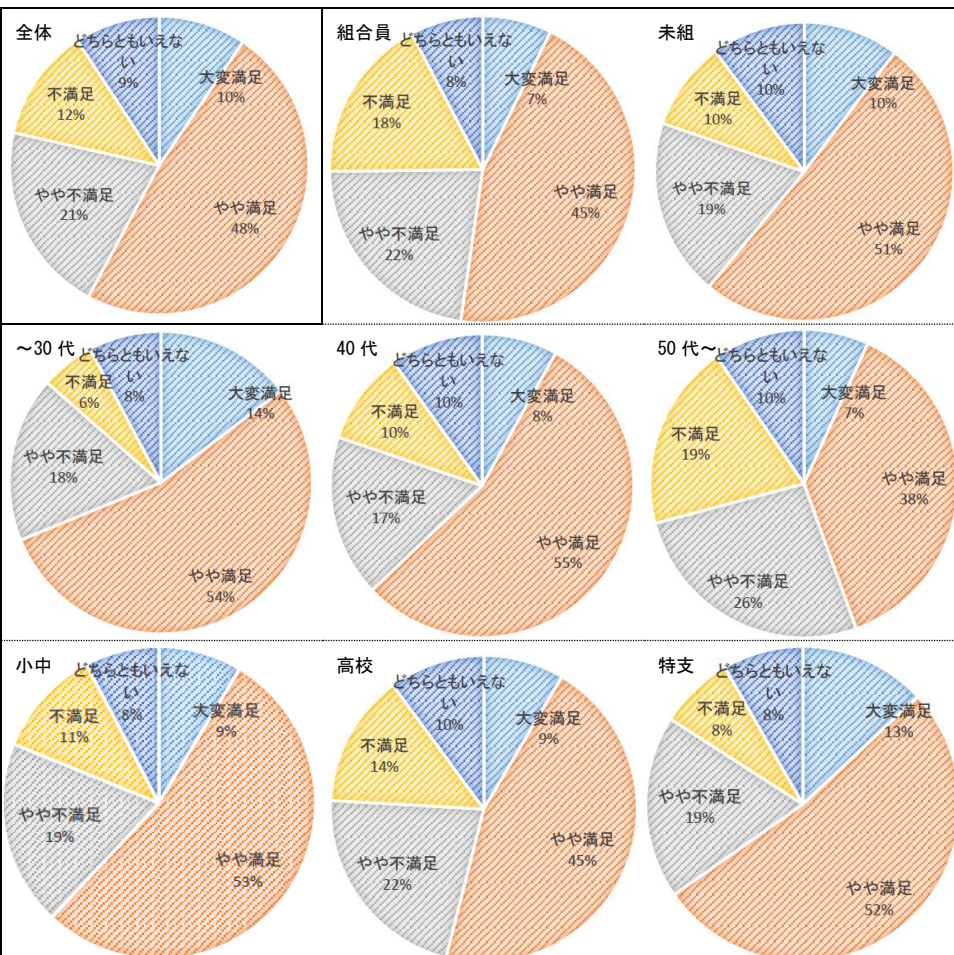 全体
どちらともいえな
い
9%
大変満足
10%
不満足
12%
やや不満足
21%
やや満足
48%
組合員
どちらともいえな
い
8%
大変満足
7%
不満足
18%
やや満足
45%
やや不満足
22%
未組
どちらともいえな
い
10%
大変満足
10%
不満足
10%
やや不満足
19%
やや満足
51%
～30代
どちらともいえな
い
8%
不満足
6%
大変満足
14%
やや不満足
18%
やや満足
54%
40代
どちらともいえな
い
10%
大変満足
8%
不満足
10%
やや不満足
17%
やや満足
55%
50代～
どちらともいえな
い
10%
大変満足
7%
不満足
19%
やや満足
38%
やや不満足
26%
小中
どちらともいえな
い
8%
大変満足
9%
不満足
11%
やや不満足
19%
やや満足
53%
高校
どちらともいえな
い
10%
大変満足
9%
不満足
14%
やや満足
45%
やや不満足
22%
特支
どちらともいえな
い
8%
大変満足
13%
不満足
8%
やや不満足
19%
やや満足
52%